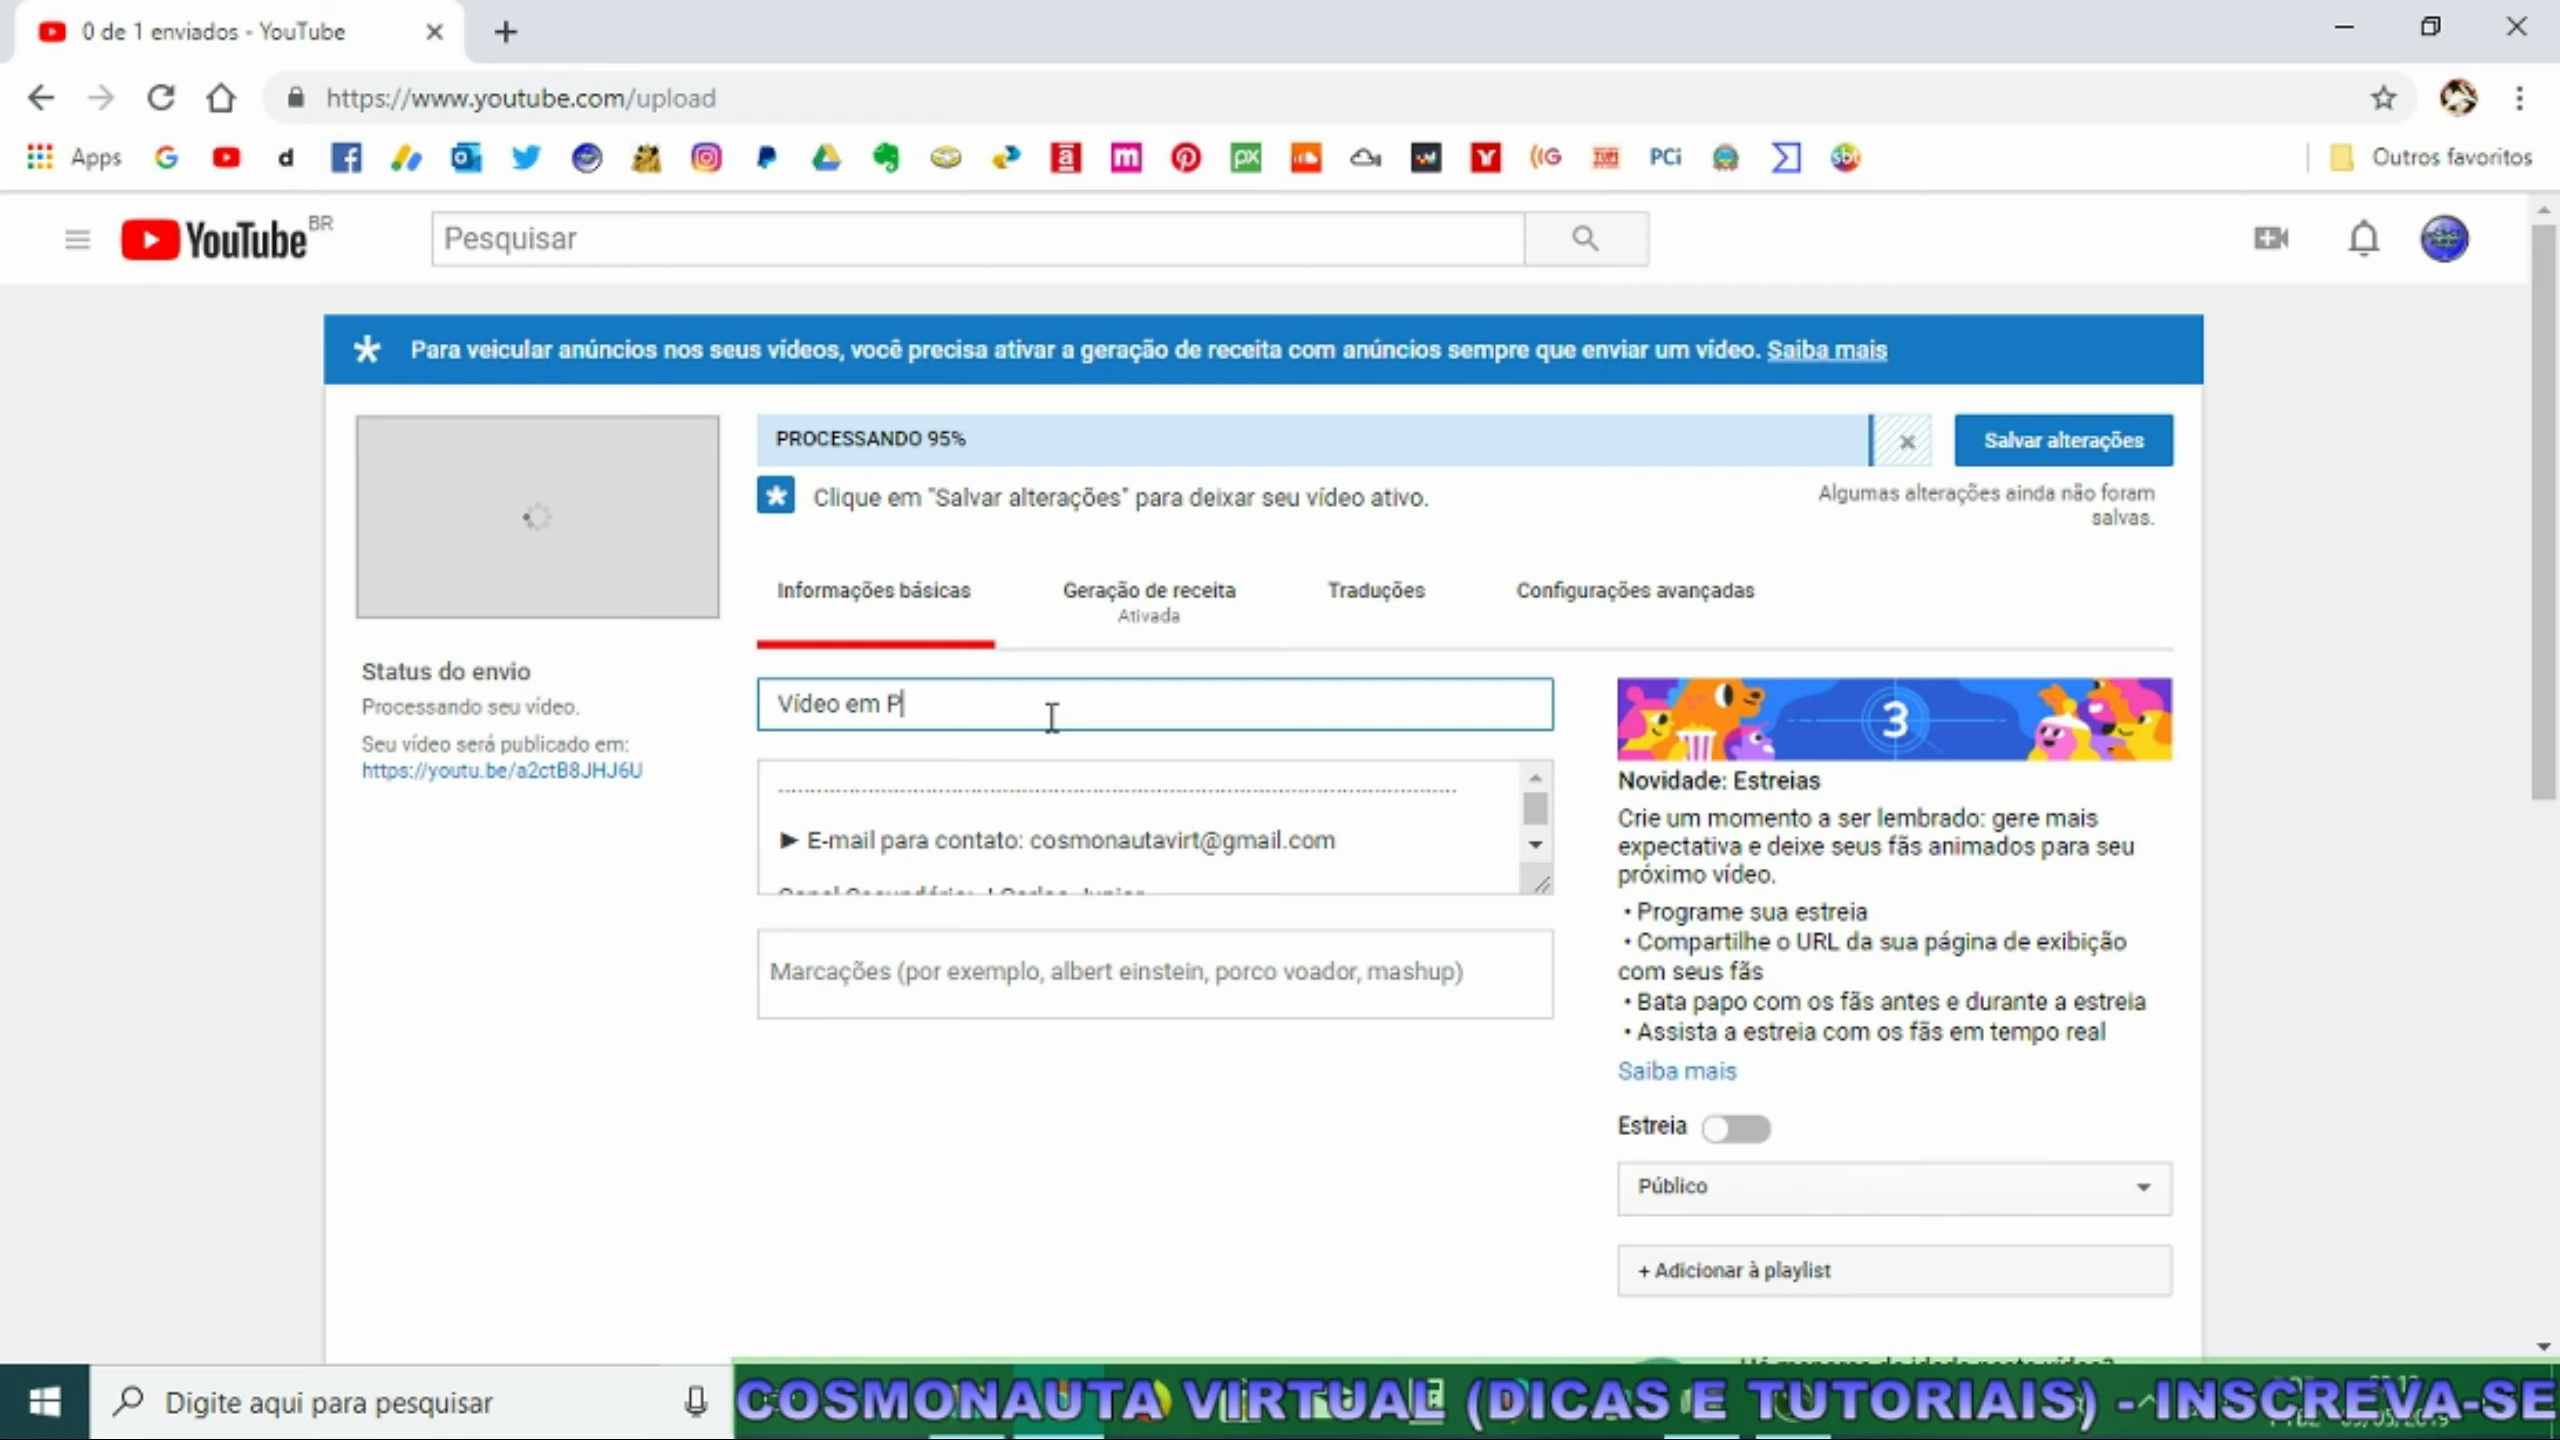 0 de 1 enviados - YouTube
https://www.youtube.com/upload
Apps
Outros favoritos
YouTube BR
Pesquisar
Para veicular anúncios nos seus vídeos, você precisa ativar a geração de receita com anúncios sempre que enviar um vídeo. Saiba mais
PROCESSANDO 95%
Salvar alterações
Clique em "Salvar alterações" para deixar seu vídeo ativo.
Algumas alterações ainda não foram
salvas.
Informações básicas
Geração de receita
Ativada
Traduções
Configurações avançadas
Status do envio
Processando seu vídeo.
Seu vídeo será publicado em:
https://youtu.be/a2ctB8JHJ6U
Vídeo em P
► E-mail para contato: cosmonautavirt@gmail.com
Marcações (por exemplo, albert einstein, porco voador, mashup)
3
Novidade: Estreias
Crie um momento a ser lembrado: gere mais
expectativa e deixe seus fãs animados para seu
próximo vídeo.
• Programe sua estreia
• Compartilhe o URL da sua página de exibição
com seus fãs
• Bata papo com os fãs antes e durante a estreia
• Assista a estreia com os fãs em tempo real
Saiba mais
Estreia
Público
+ Adicionar à playlist
Digite aqui para pesquisar
COSMONAUTA VIRTUAL (DICAS E TUTORIAIS) - INSCREVA-SE